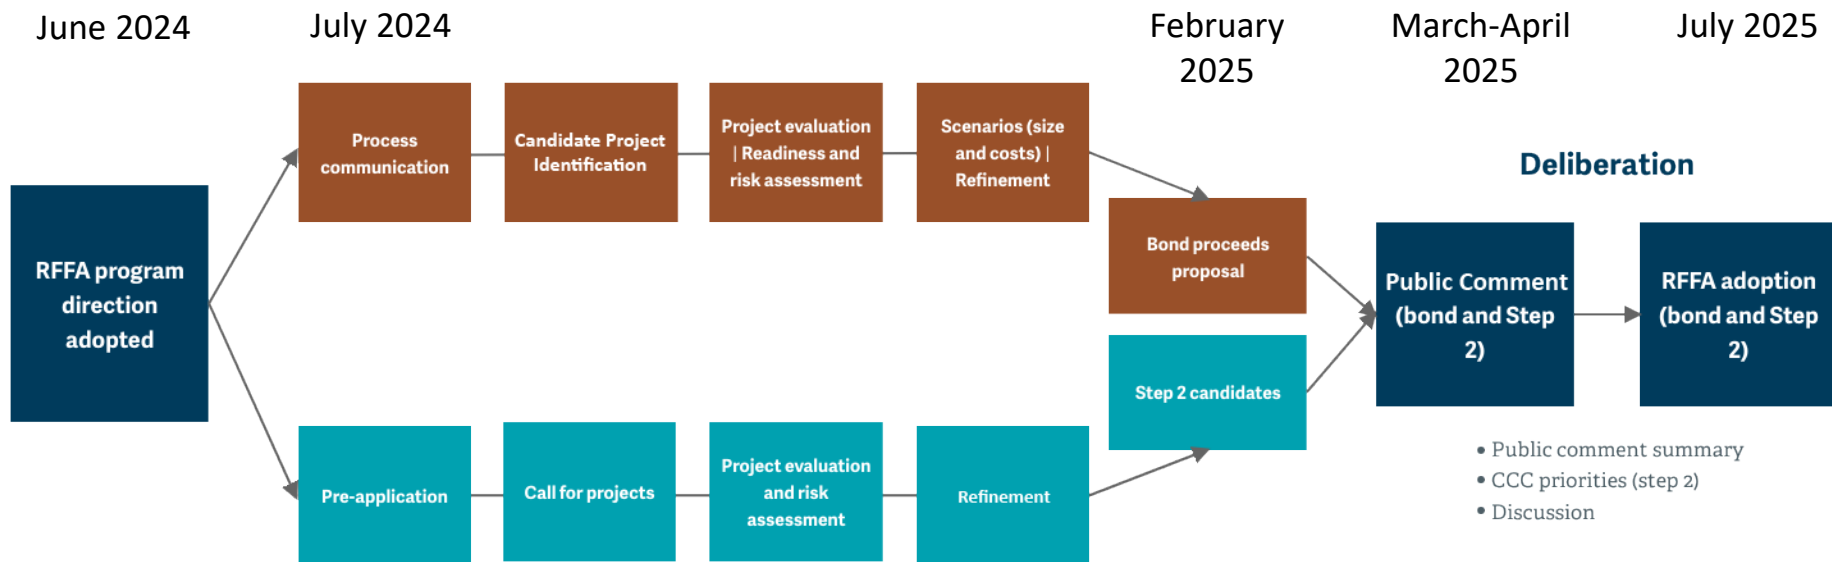 June 2024
July 2024
February
2025
March-April
2025
July 2025
Process
communication
Candidate Project
Identification
Project evaluation
| Readiness and
risk assessment
Scenarios (size
and costs) |
Refinement
Deliberation
RFFA program
direction
adopted
Bond proceeds
proposal
Public Comment
(bond and Step
2)
RFFA adoption
(bond and Step
2)
Step 2 candidates
Pre-application
Call for projects
Project evaluation
and risk
assessment
Refinement
• Public comment summary
• CCC priorities (step 2)
• Discussion